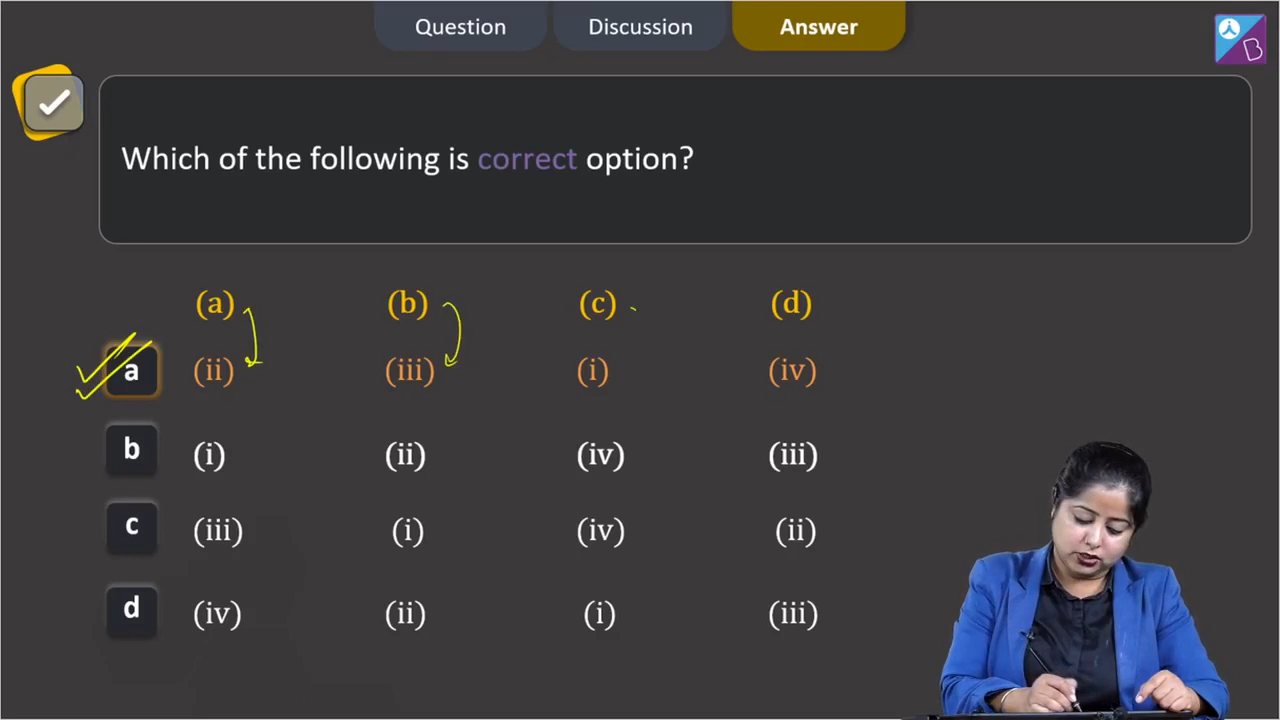 Question Discussion Answer
B
Which of the following is correct option?
(a) (b) (c) (d)
a (ii) (iii) (i) (iv)
b (i) (ii) (iv) (iii)
c (iii) (i) (iv) (ii)
d (iv) (ii) (i) (iii)